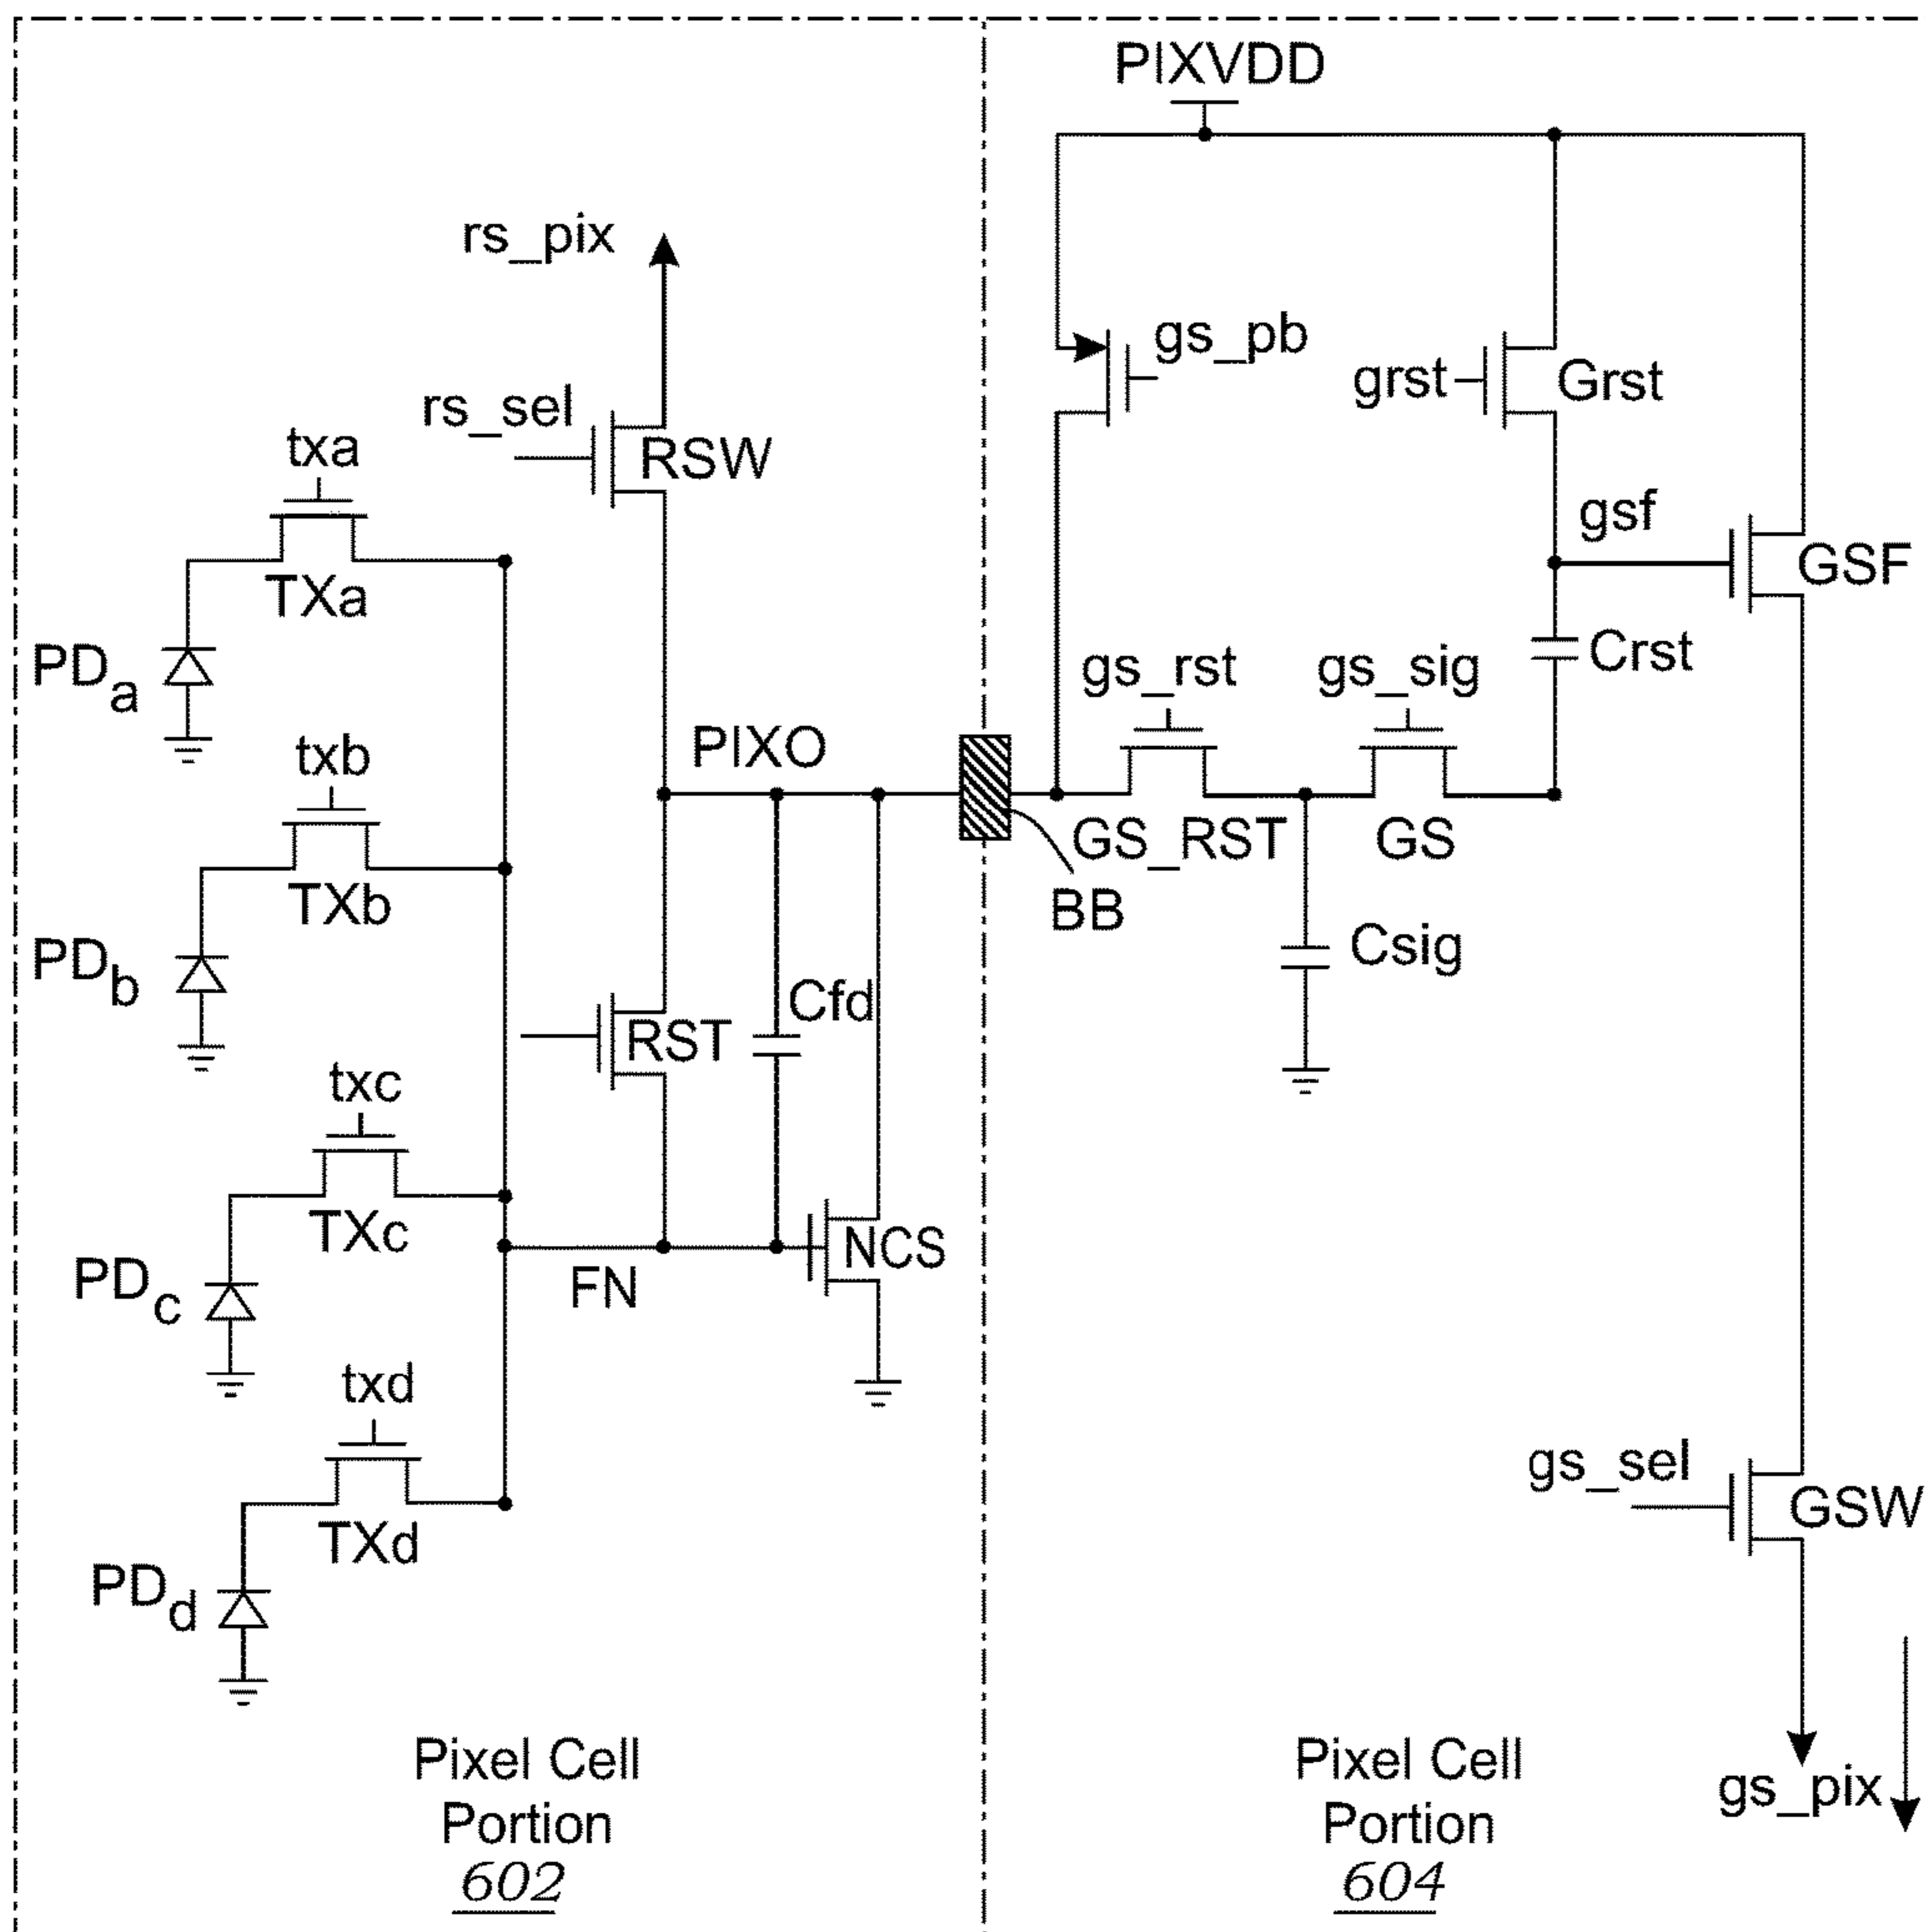 PIXVDD
rs_pix
gs_pb
grst
Grst
rs_sel
RSW
txa
gsf
GSF
TXa
PDa
gs_rst
gs_sig
Crst
PIXO
txb
GS_RST
GS
TXb
BB
PDb
Csig
Cfd
RST
txc
TXc
NCS
PDc
FN
txd
gs_sel
GSW
TXd
PDd
Pixel Cell
Portion
602
Pixel Cell
Portion
604
gs_pix